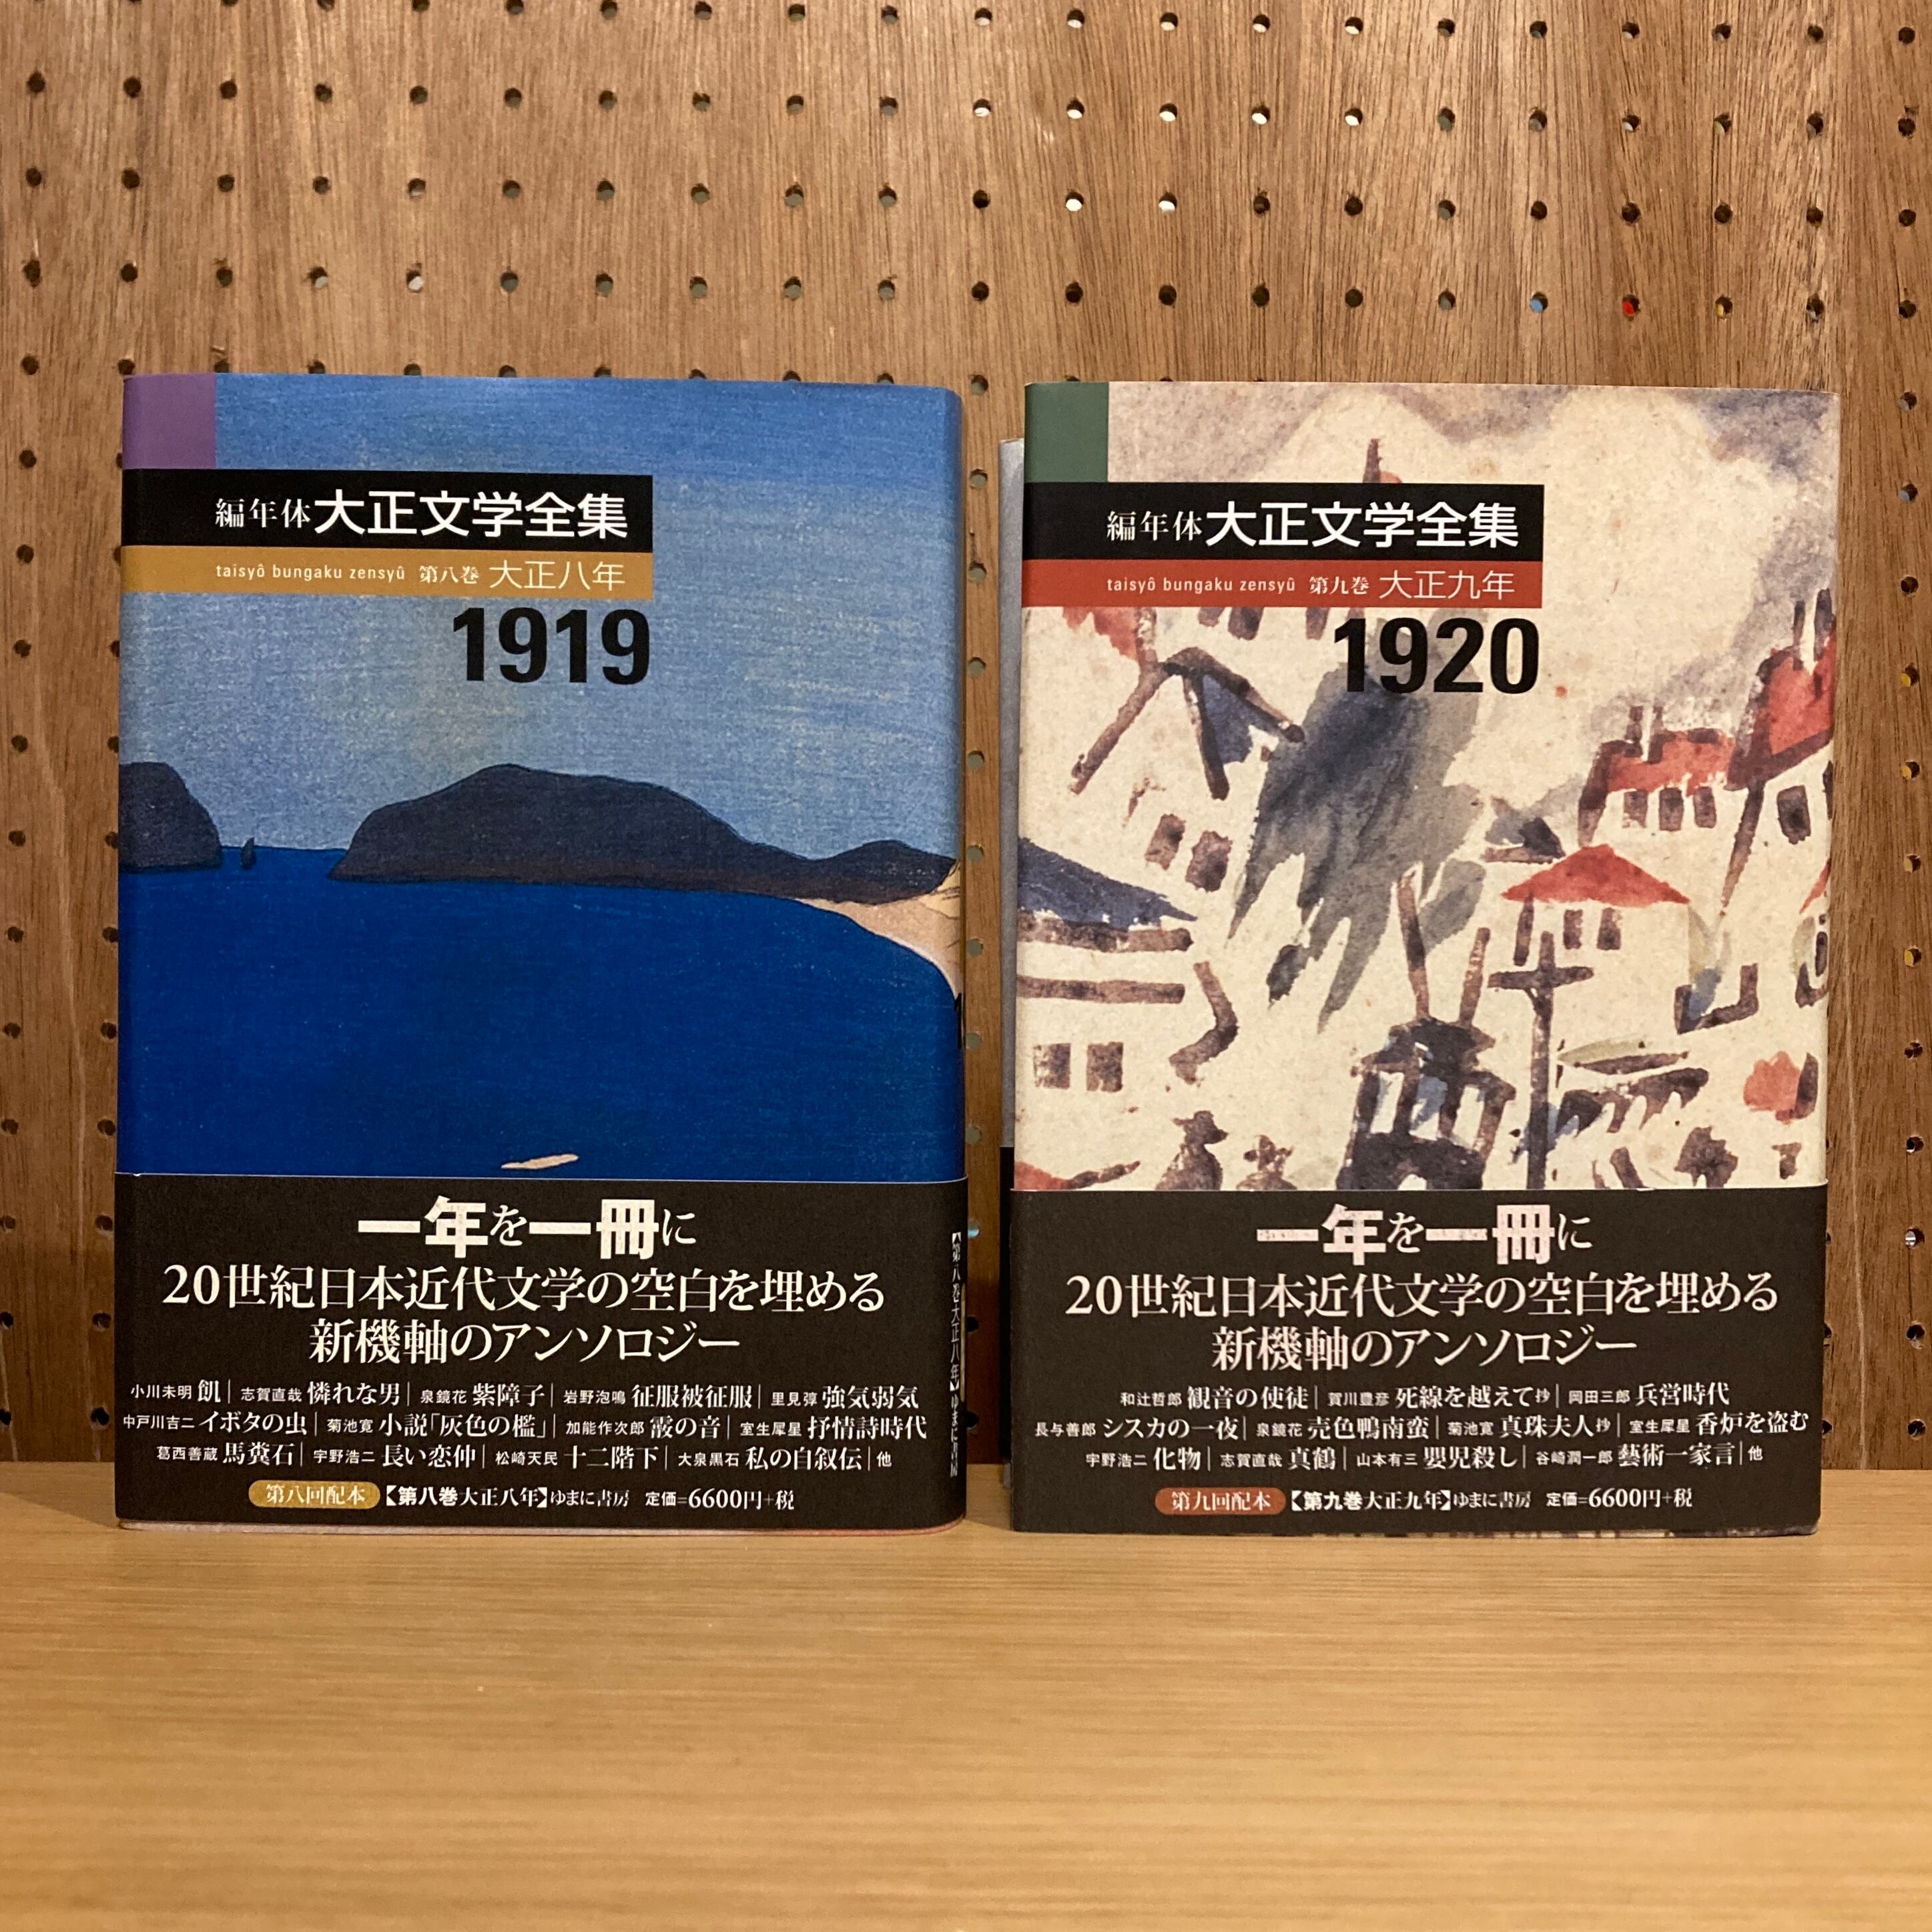 編年体 大正文学全集
taisyô bungaku zensyû 第八巻 大正八年
1919
一年を一冊に
20世紀日本近代文学の空白を埋める
新機軸のアンソロジー
小川未明 飢｜志賀直哉 憐れな男｜泉鏡花 紫障子｜岩野泡鳴 征服被征服｜里見弴 強気弱気
中戸川吉二 イボタの虫｜菊池寛 小説「灰色の檻」｜加能作次郎 霰の音｜室生犀星 抒情詩時代
葛西善蔵 馬糞石｜宇野浩二 長い恋仲｜松崎天民 十二階下｜大泉黒石 私の自叙伝｜他
第八回配本 【第八巻大正八年】ゆまに書房 定価=6600円+税
【第八巻大正八年】ゆまに書房
編年体 大正文学全集
taisyô bungaku zensyû 第九巻 大正九年
1920
一年を一冊に
20世紀日本近代文学の空白を埋める
新機軸のアンソロジー
和辻哲郎 観音の使徒｜賀川豊彦 死線を越えて抄｜岡田三郎 兵営時代
長与善郎 シスカの一夜｜泉鏡花 売色鴨南蛮｜菊池寛 真珠夫人抄｜室生犀星 香炉を盗む
宇野浩二 化物｜志賀直哉 真鶴｜山本有三 嬰児殺し｜谷崎潤一郎 藝術一家言｜他
第九回配本 【第九巻大正九年】ゆまに書房 定価=6600円+税